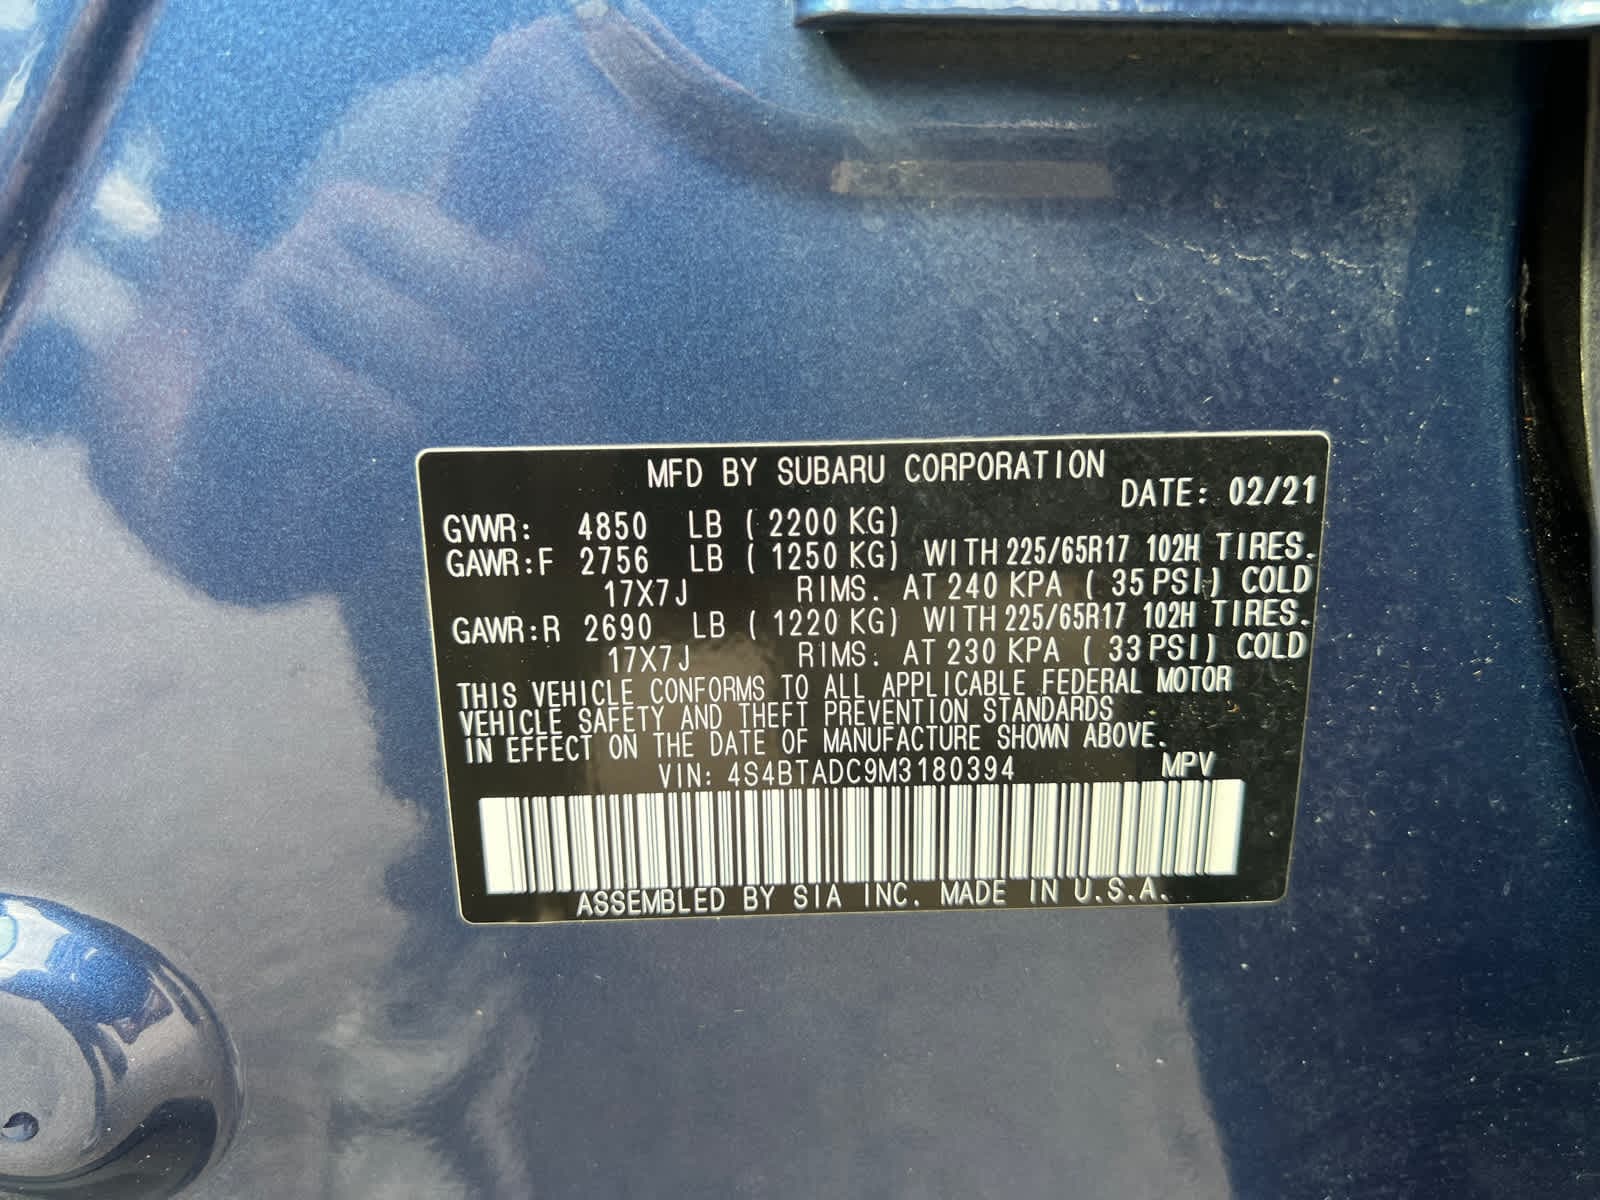 MFD BY SUBARU CORPORATION
DATE: 02/21
GVWR: 4850 LB ( 2200 KG)
GAWR:F 2756 LB ( 1250 KG) WITH 225/65R17 102H TIRES.
17X7J RIMS. AT 240 KPA ( 35 PSI) COLD
GAWR:R 2690 LB ( 1220 KG) WITH 225/65R17 102H TIRES.
17X7J RIMS. AT 230 KPA ( 33 PSI) COLD
THIS VEHICLE CONFORMS TO ALL APPLICABLE FEDERAL MOTOR
VEHICLE SAFETY AND THEFT PREVENTION STANDARDS
IN EFFECT ON THE DATE OF MANUFACTURE SHOWN ABOVE.
VIN: 4S4BTADC9M3180394 MPV
ASSEMBLED BY SIA INC. MADE IN U.S.A.